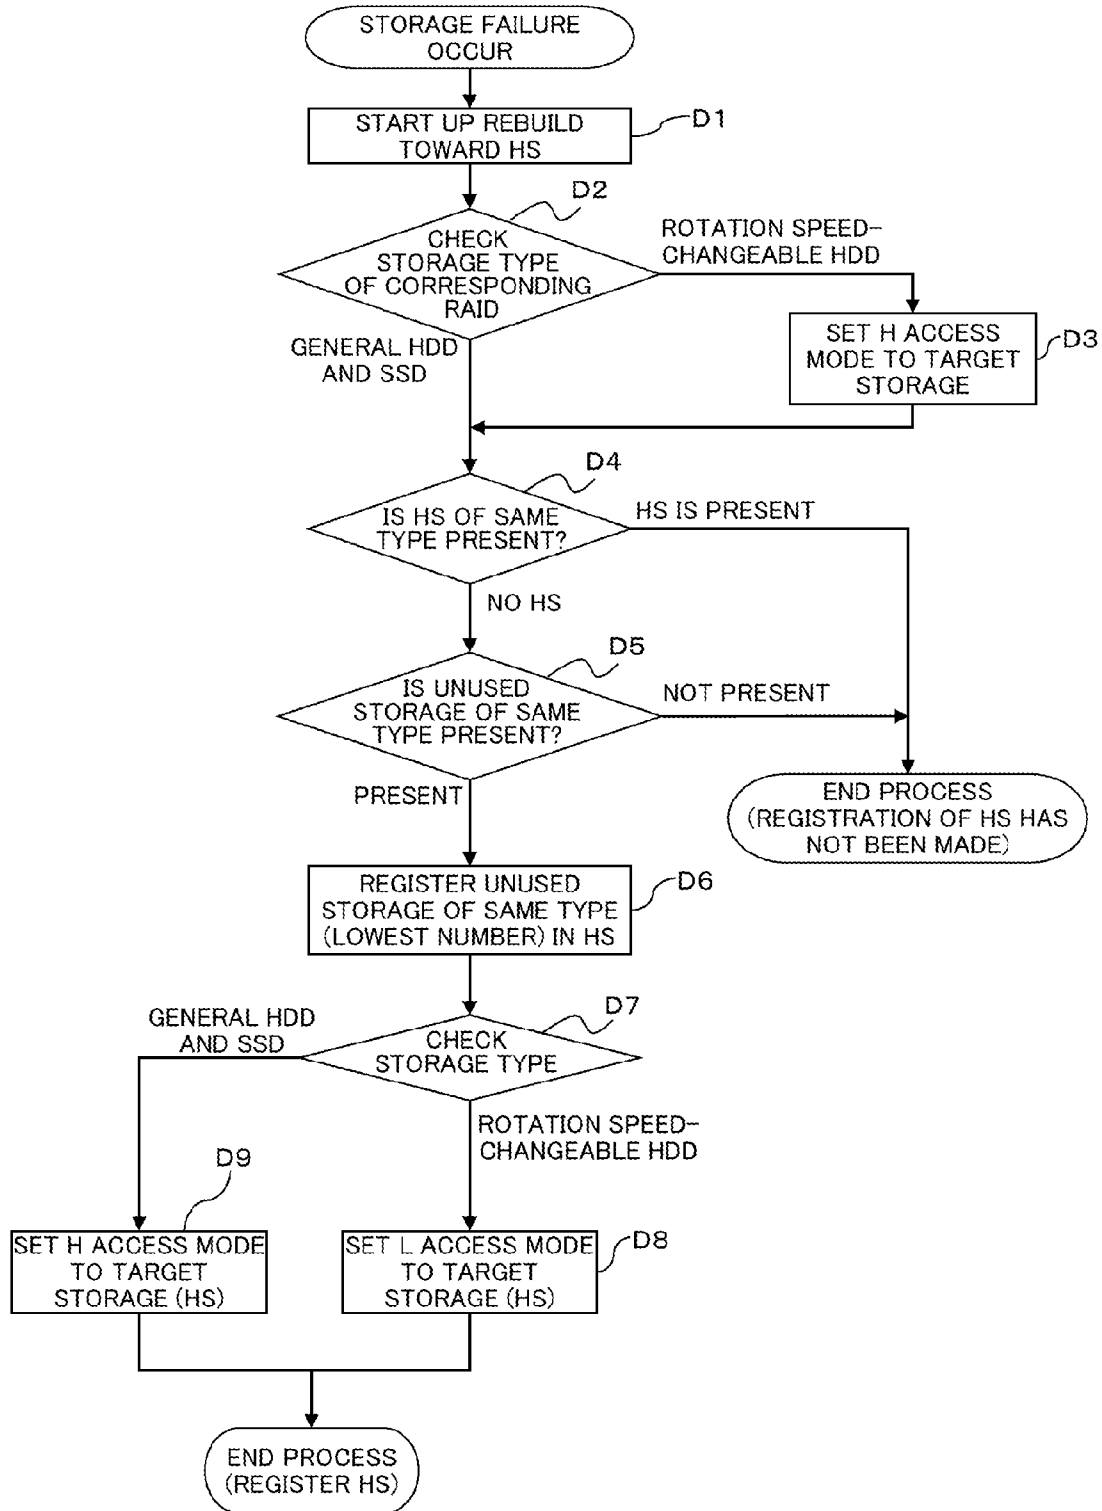 STORAGE FAILURE
OCCUR
START UP REBUILD
TOWARD HS
D1
D2
CHECK
STORAGE TYPE
OF CORRESPONDING
RAID
ROTATION SPEED-
CHANGEABLE HDD
GENERAL HDD
AND SSD
SET H ACCESS
MODE TO TARGET
STORAGE
D3
D4
IS HS OF SAME
TYPE PRESENT?
HS IS PRESENT
NO HS
D5
IS UNUSED
STORAGE OF SAME
TYPE PRESENT?
NOT PRESENT
PRESENT
END PROCESS
(REGISTRATION OF HS HAS
NOT BEEN MADE)
REGISTER UNUSED
STORAGE OF SAME TYPE
(LOWEST NUMBER) IN HS
D6
D7
GENERAL HDD
AND SSD
CHECK
STORAGE TYPE
ROTATION SPEED-
CHANGEABLE HDD
D9
SET H ACCESS MODE
TO TARGET
STORAGE (HS)
SET L ACCESS MODE
TO TARGET
STORAGE (HS)
D8
END PROCESS
(REGISTER HS)